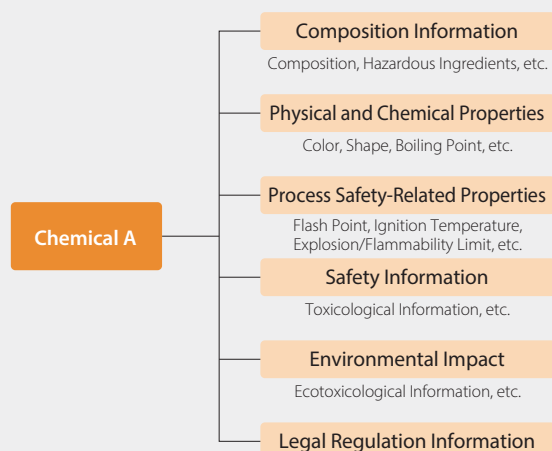 Composition Information
Composition, Hazardous Ingredients, etc.
Physical and Chemical Properties
Color, Shape, Boiling Point, etc.
Process Safety-Related Properties
Flash Point, Ignition Temperature,
Explosion/Flammability Limit, etc.
Chemical A
Safety Information
Toxicological Information, etc.
Environmental Impact
Ecotoxicological Information, etc.
Legal Regulation Information